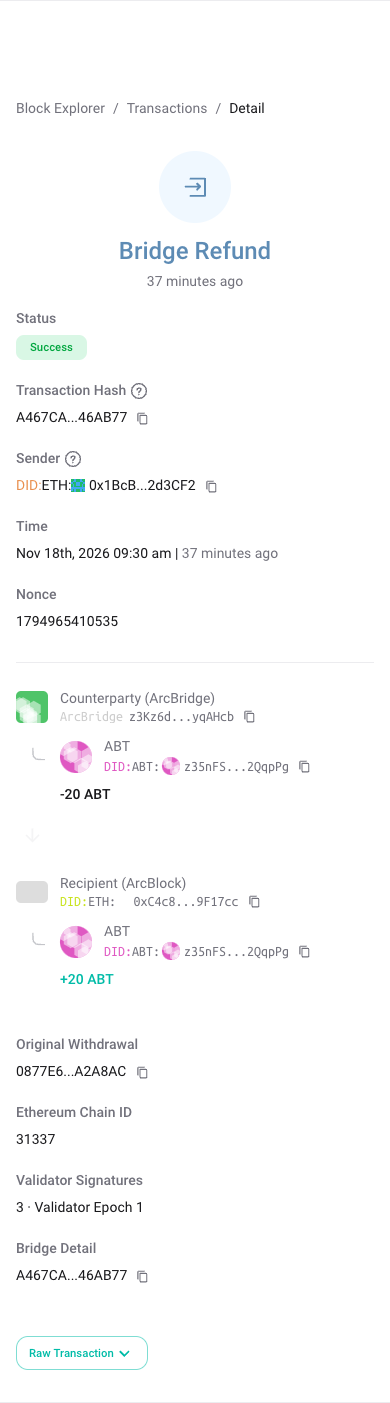 Block Explorer / Transactions / Detail
Bridge Refund
37 minutes ago
Status
Success
Transaction Hash ?
A467CA...46AB77
Sender ?
DID:ETH: 0x1BcB...2d3CF2
Time
Nov 18th, 2026 09:30 am | 37 minutes ago
Nonce
1794965410535
Counterparty (ArcBridge)
ArcBridge z3Kz6d...yqAHcb
ABT
DID:ABT: z35nFS...2QqpPg
-20 ABT
Recipient (ArcBlock)
DID:ETH: 0xC4c8...9F17cc
ABT
DID:ABT: z35nFS...2QqpPg
+20 ABT
Original Withdrawal
0877E6...A2A8AC
Ethereum Chain ID
31337
Validator Signatures
3 · Validator Epoch 1
Bridge Detail
A467CA...46AB77
Raw Transaction